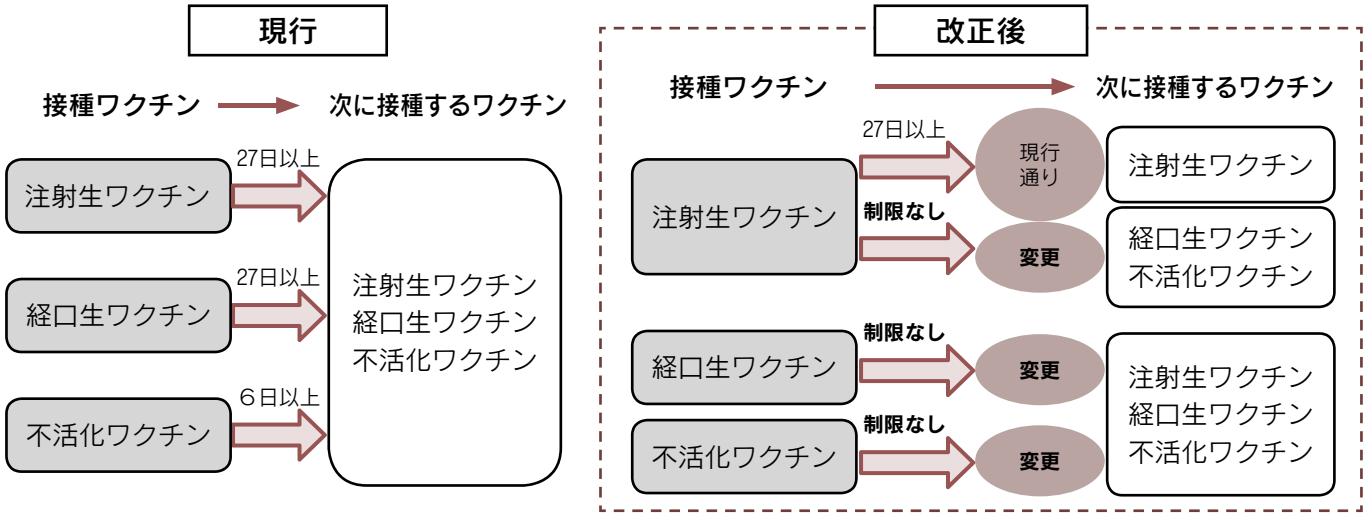 現行
接種ワクチン
次に接種するワクチン
27日以上
注射生ワクチン
27日以上
経口生ワクチン
6日以上
不活化ワクチン
注射生ワクチン
経口生ワクチン
不活化ワクチン
改正後
接種ワクチン
次に接種するワクチン
注射生ワクチン
27日以上
現行
通り
注射生ワクチン
制限なし
変更
経口生ワクチン
不活化ワクチン
経口生ワクチン
制限なし
変更
不活化ワクチン
制限なし
変更
注射生ワクチン
経口生ワクチン
不活化ワクチン